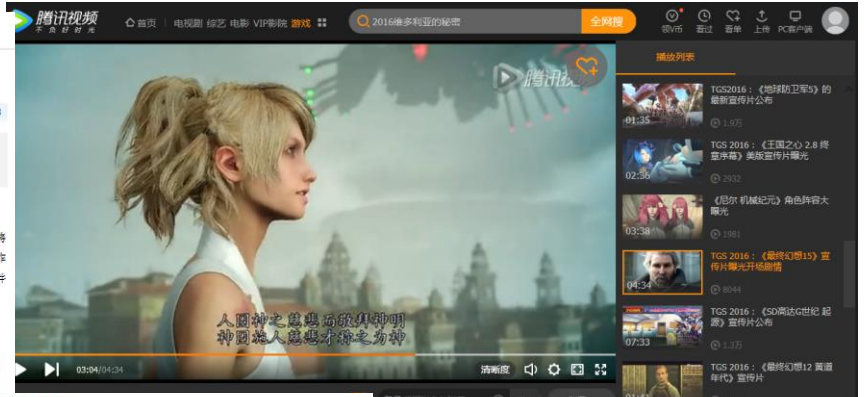 腾讯视频
不负好时光
首页
电视剧 综艺 电影 VIP影院 游戏
2016维多利亚的秘密
全网搜
领V币
看过
看单
上传
PC客户端
腾讯视频
播放列表
TGS2016：《地球防卫军5》的
最新宣传片公布
01:35
1.9万
TGS 2016：《王国之心 2.8 终
章序幕》美版宣传片曝光
02:36
2932
《尼尔 机械纪元》角色阵容大
曝光
03:38
1981
TGS 2016：《最终幻想15》宣
传片曝光开场剧情
04:34
8044
TGS 2016：《SD高达G世纪 起
源》宣传片公布
07:33
1.3万
TGS 2016：《最终幻想12 黄道
年代》宣传片
人因神之慈悲而敬拜神明
神因施人慈悲才称之为神
03:04/04:34
清晰度